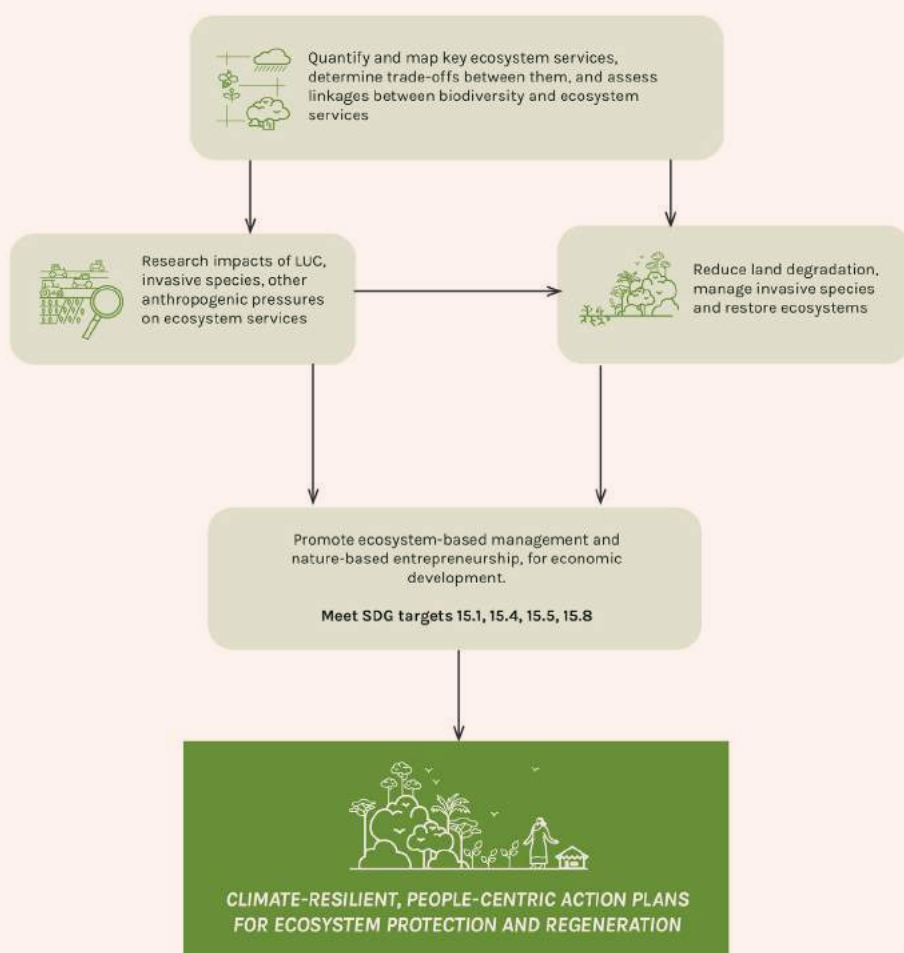 Quantify and map key ecosystem services,
determine trade-offs between them, and assess
linkages between biodiversity and ecosystem
services
Research impacts of LUC,
invasive species, other
anthropogenic pressures
on ecosystem services
Reduce land degradation,
manage invasive species
and restore ecosystems
Promote ecosystem-based management and
nature-based entrepreneurship, for economic
development.
Meet SDG targets 15.1, 15.4, 15.5, 15.8
CLIMATE-RESILIENT, PEOPLE-CENTRIC ACTION PLANS
FOR ECOSYSTEM PROTECTION AND REGENERATION